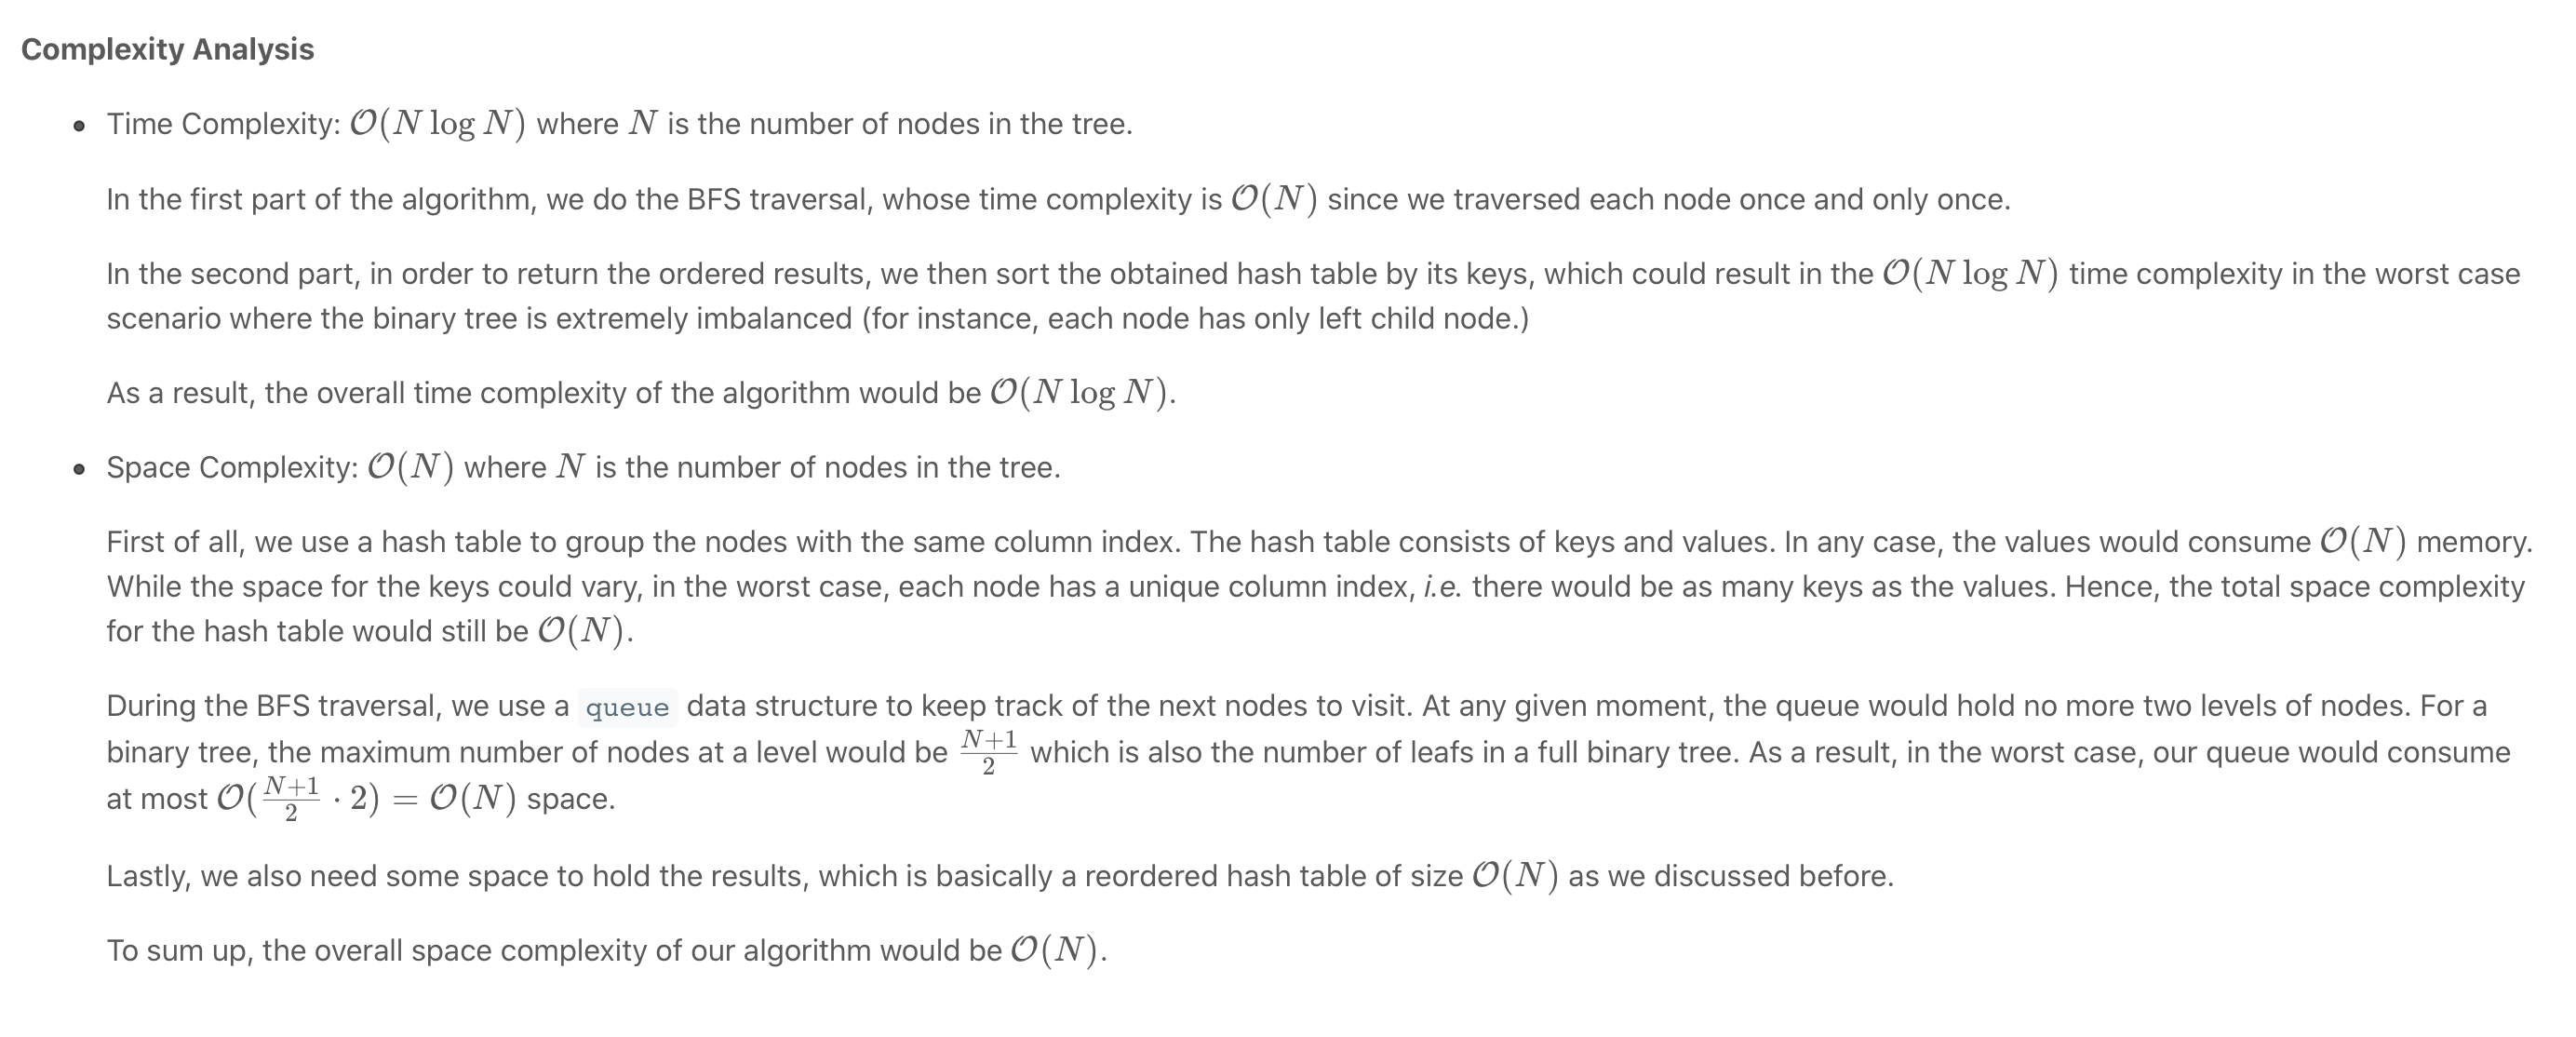 Complexity Analysis
• Time Complexity: 𝒪(N log N) where N is the number of nodes in the tree.
In the first part of the algorithm, we do the BFS traversal, whose time complexity is 𝒪(N) since we traversed each node once and only once.
In the second part, in order to return the ordered results, we then sort the obtained hash table by its keys, which could result in the 𝒪(N log N) time complexity in the worst case
scenario where the binary tree is extremely imbalanced (for instance, each node has only left child node.)
As a result, the overall time complexity of the algorithm would be 𝒪(N log N).
• Space Complexity: 𝒪(N) where N is the number of nodes in the tree.
First of all, we use a hash table to group the nodes with the same column index. The hash table consists of keys and values. In any case, the values would consume 𝒪(N) memory.
While the space for the keys could vary, in the worst case, each node has a unique column index, i.e. there would be as many keys as the values. Hence, the total space complexity
for the hash table would still be 𝒪(N).
During the BFS traversal, we use a queue data structure to keep track of the next nodes to visit. At any given moment, the queue would hold no more two levels of nodes. For a
binary tree, the maximum number of nodes at a level would be (N+1)/2 which is also the number of leafs in a full binary tree. As a result, in the worst case, our queue would consume
at most 𝒪((N+1)/2 · 2) = 𝒪(N) space.
Lastly, we also need some space to hold the results, which is basically a reordered hash table of size 𝒪(N) as we discussed before.
To sum up, the overall space complexity of our algorithm would be 𝒪(N).